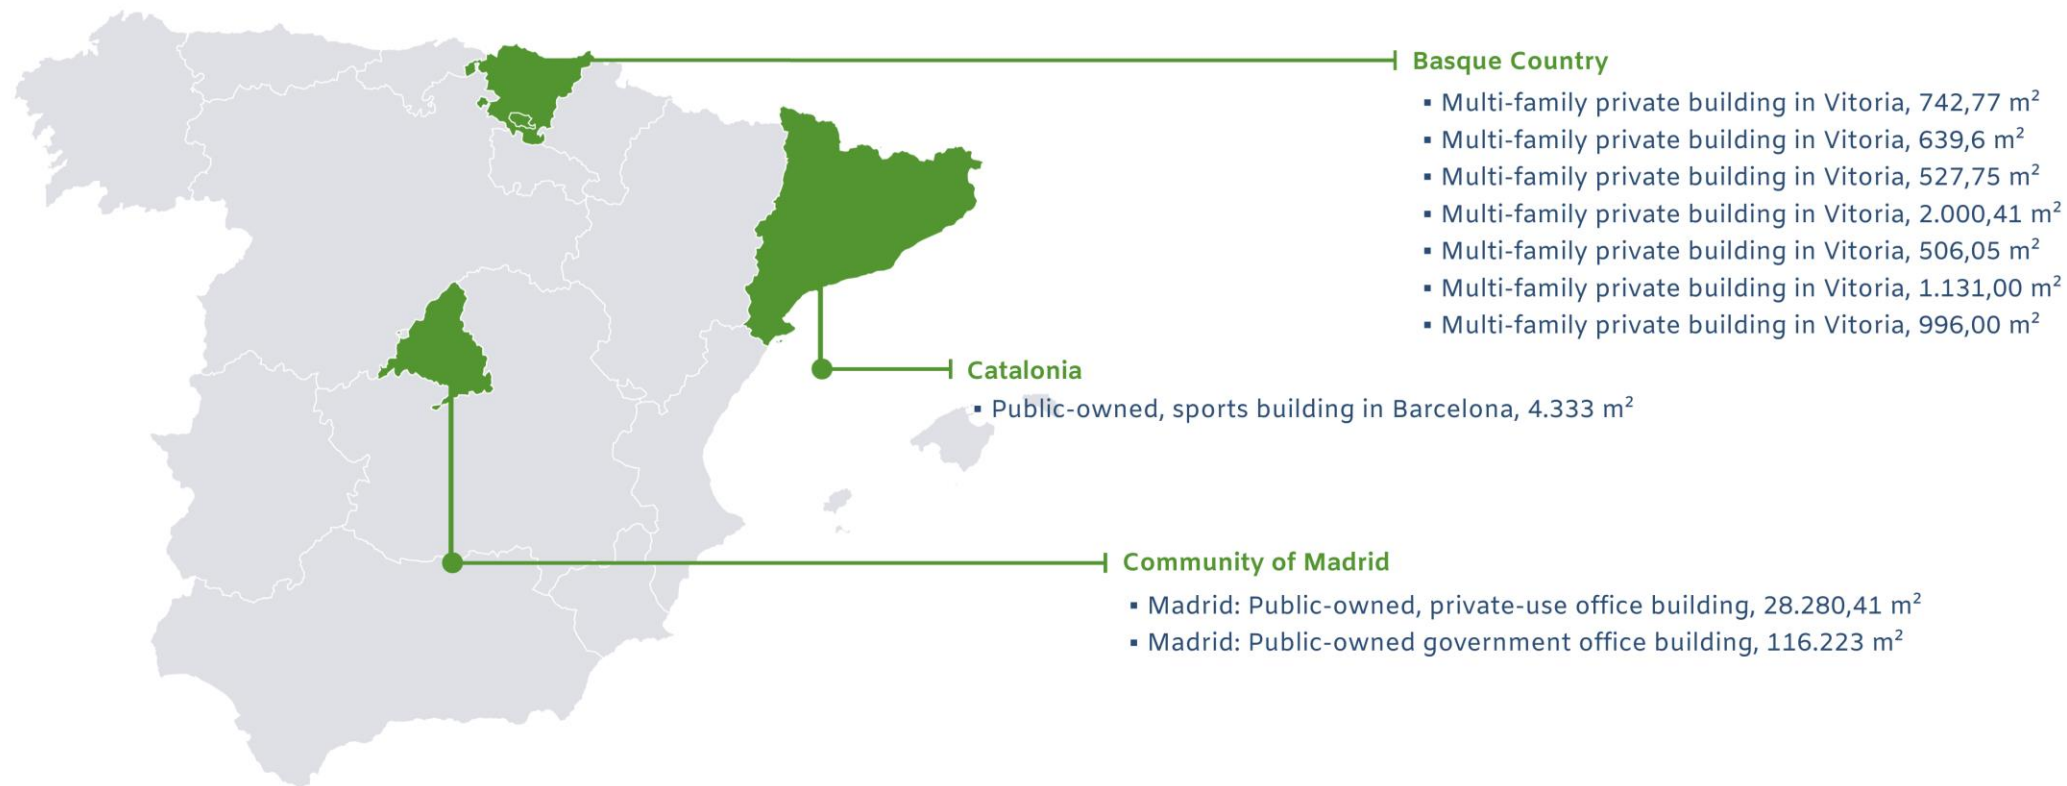 Basque Country
▪ Multi-family private building in Vitoria, 742,77 m²
▪ Multi-family private building in Vitoria, 639,6 m²
▪ Multi-family private building in Vitoria, 527,75 m²
▪ Multi-family private building in Vitoria, 2.000,41 m²
▪ Multi-family private building in Vitoria, 506,05 m²
▪ Multi-family private building in Vitoria, 1.131,00 m²
▪ Multi-family private building in Vitoria, 996,00 m²
Catalonia
▪ Public-owned, sports building in Barcelona, 4.333 m²
Community of Madrid
▪ Madrid: Public-owned, private-use office building, 28.280,41 m²
▪ Madrid: Public-owned government office building, 116.223 m²